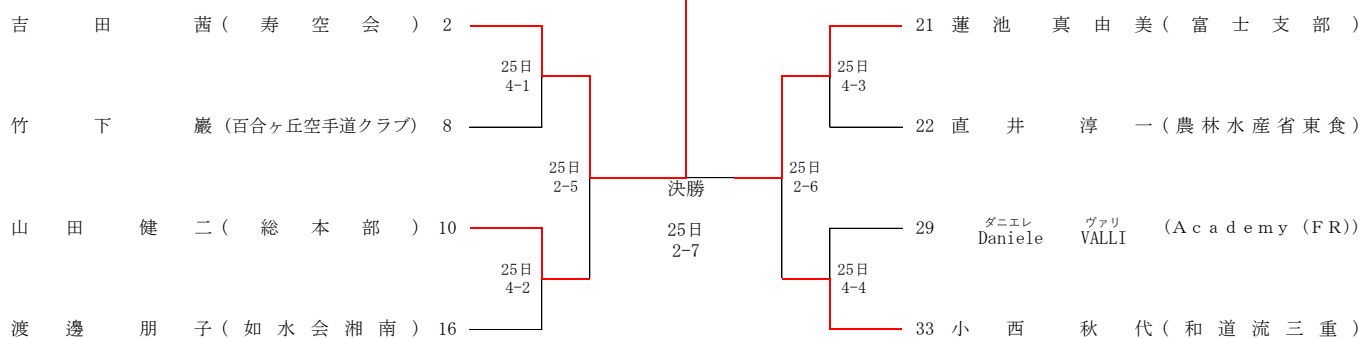 吉田茜(寿空会) 2
25日
4-1
竹下巖(百合ヶ丘空手道クラブ) 8
25日
2-5
山田健二(総本部) 10
25日
4-2
渡邊朋子(如水会湘南) 16
決勝
25日
2-7
21 蓮池真由美(富士支部)
25日
4-3
22 直井淳一(農林水産省東食)
25日
2-6
ダニエレ ヴァリ
29 Daniele VALLI (Academy (FR))
25日
4-4
33 小西秋代(和道流三重)